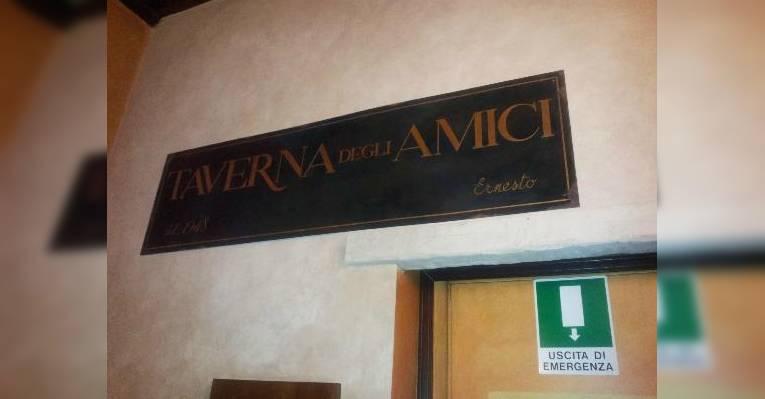 TAVERNA DEGLI AMICI
Ernesto
USCITA DI
EMERGENZA